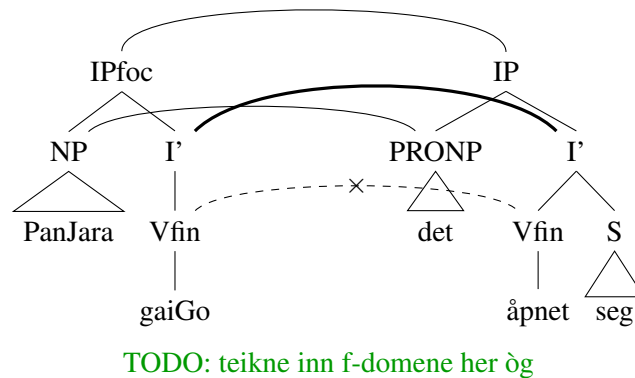 IPfoc IP
NP I’ PRONP I’
PanJara Vfin det Vfin S
gaiGo åpnet seg
TODO: teikne inn f-domene her òg